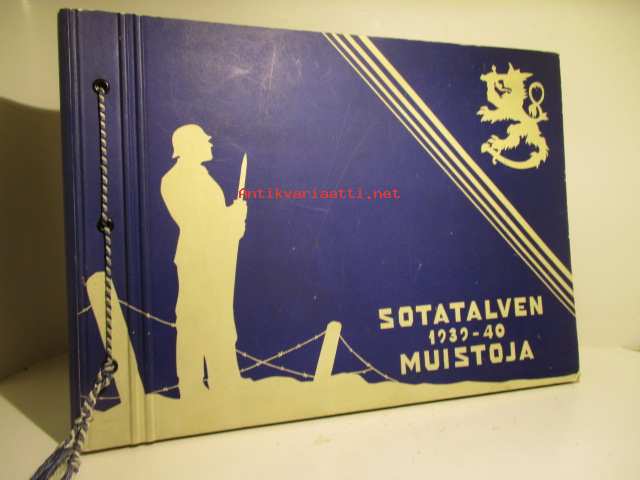 Antikvariaatti.net
SOTATALVEN
1939-40
MUISTOJA